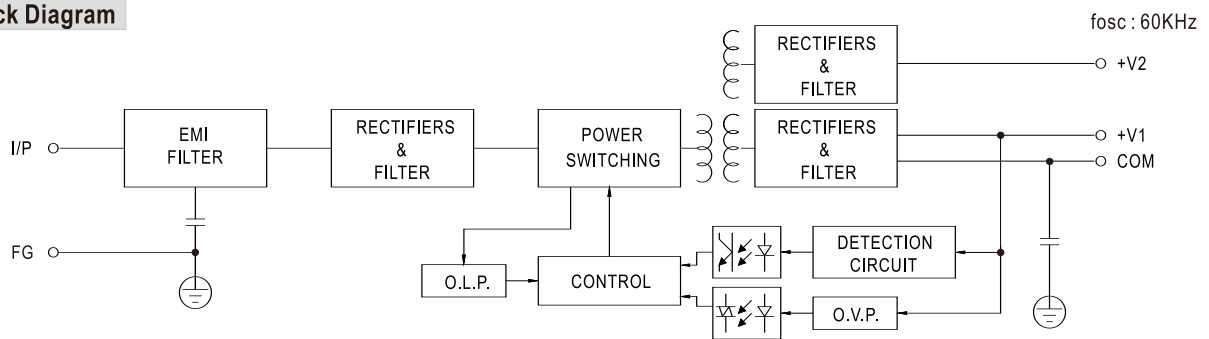 ck Diagram
fosc : 60KHz
RECTIFIERS
&
FILTER
+V2
I/P
EMI
FILTER
RECTIFIERS
&
FILTER
POWER
SWITCHING
RECTIFIERS
&
FILTER
+V1
COM
FG
O.L.P.
CONTROL
DETECTION
CIRCUIT
O.V.P.